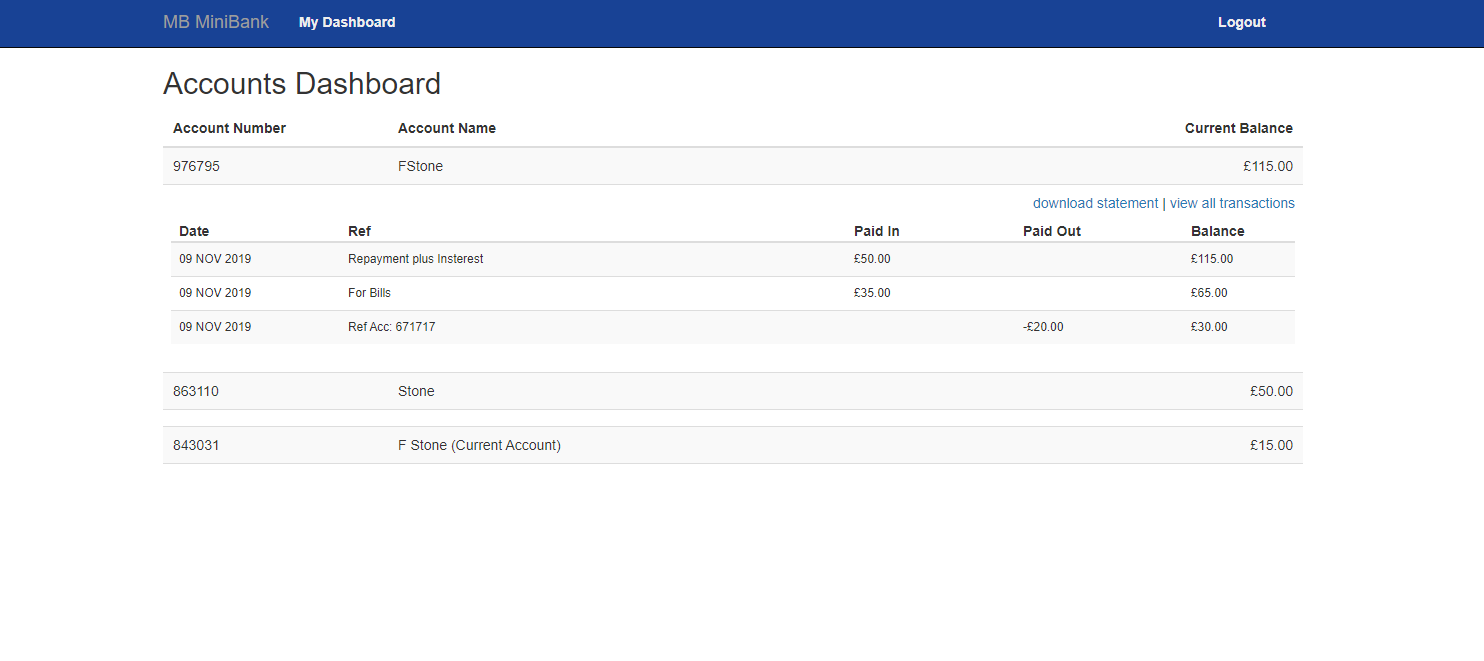 MB MiniBank My Dashboard Logout
Accounts Dashboard
Account Number Account Name Current Balance
976795 FStone £115.00
download statement | view all transactions
Date Ref Paid In Paid Out Balance
09 NOV 2019 Repayment plus Insterest £50.00 £115.00
09 NOV 2019 For Bills £35.00 £65.00
09 NOV 2019 Ref Acc: 671717 -£20.00 £30.00
863110 Stone £50.00
843031 F Stone (Current Account) £15.00